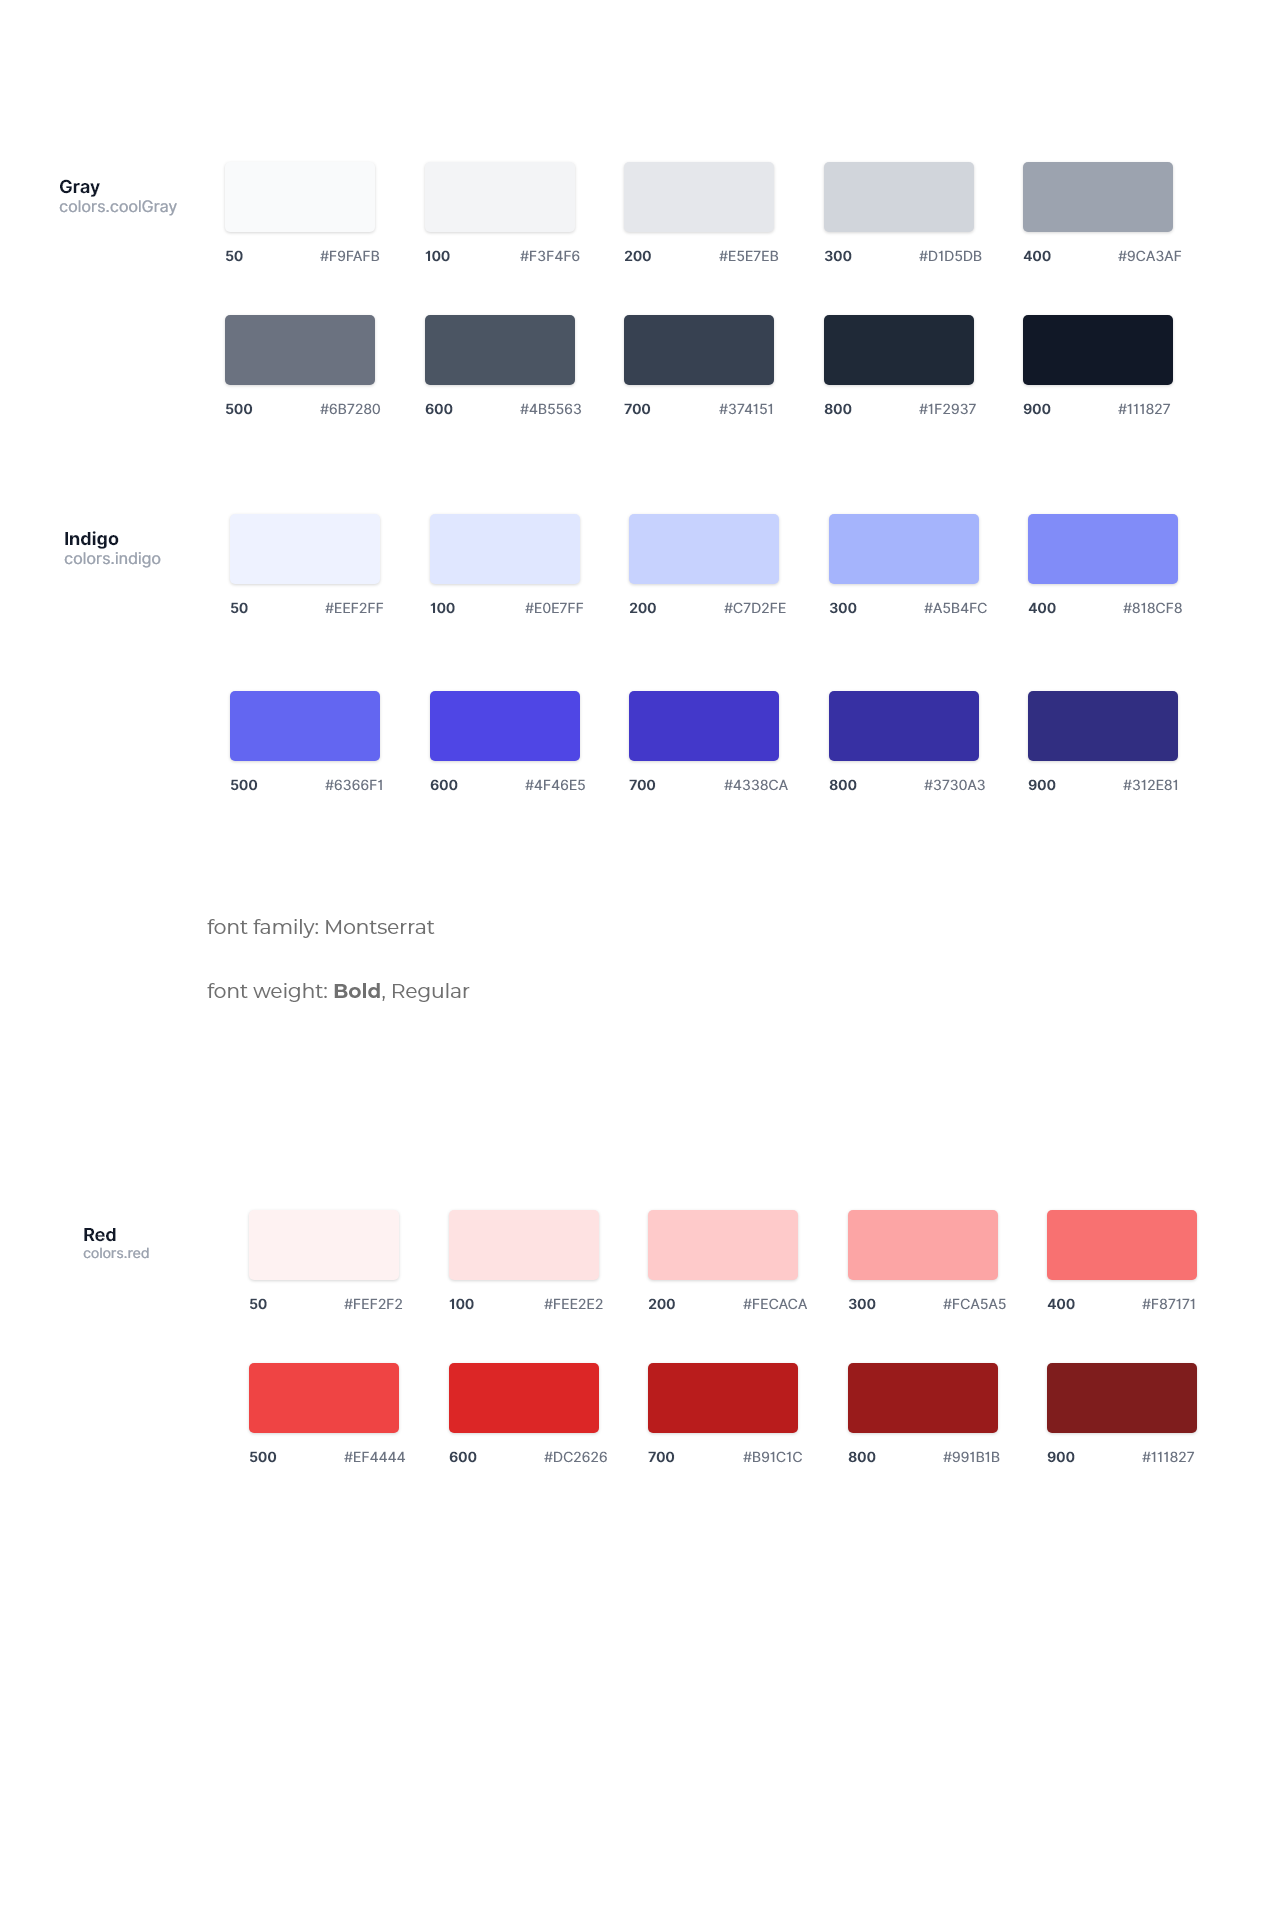 Gray
colors.coolGray
50 #F9FAFB 100 #F3F4F6 200 #E5E7EB 300 #D1D5DB 400 #9CA3AF
500 #6B7280 600 #4B5563 700 #374151 800 #1F2937 900 #111827
Indigo
colors.indigo
50 #EEF2FF 100 #E0E7FF 200 #C7D2FE 300 #A5B4FC 400 #818CF8
500 #6366F1 600 #4F46E5 700 #4338CA 800 #3730A3 900 #312E81
font family: Montserrat
font weight: Bold, Regular
Red
colors.red
50 #FEF2F2 100 #FEE2E2 200 #FECACA 300 #FCA5A5 400 #F87171
500 #EF4444 600 #DC2626 700 #B91C1C 800 #991B1B 900 #111827